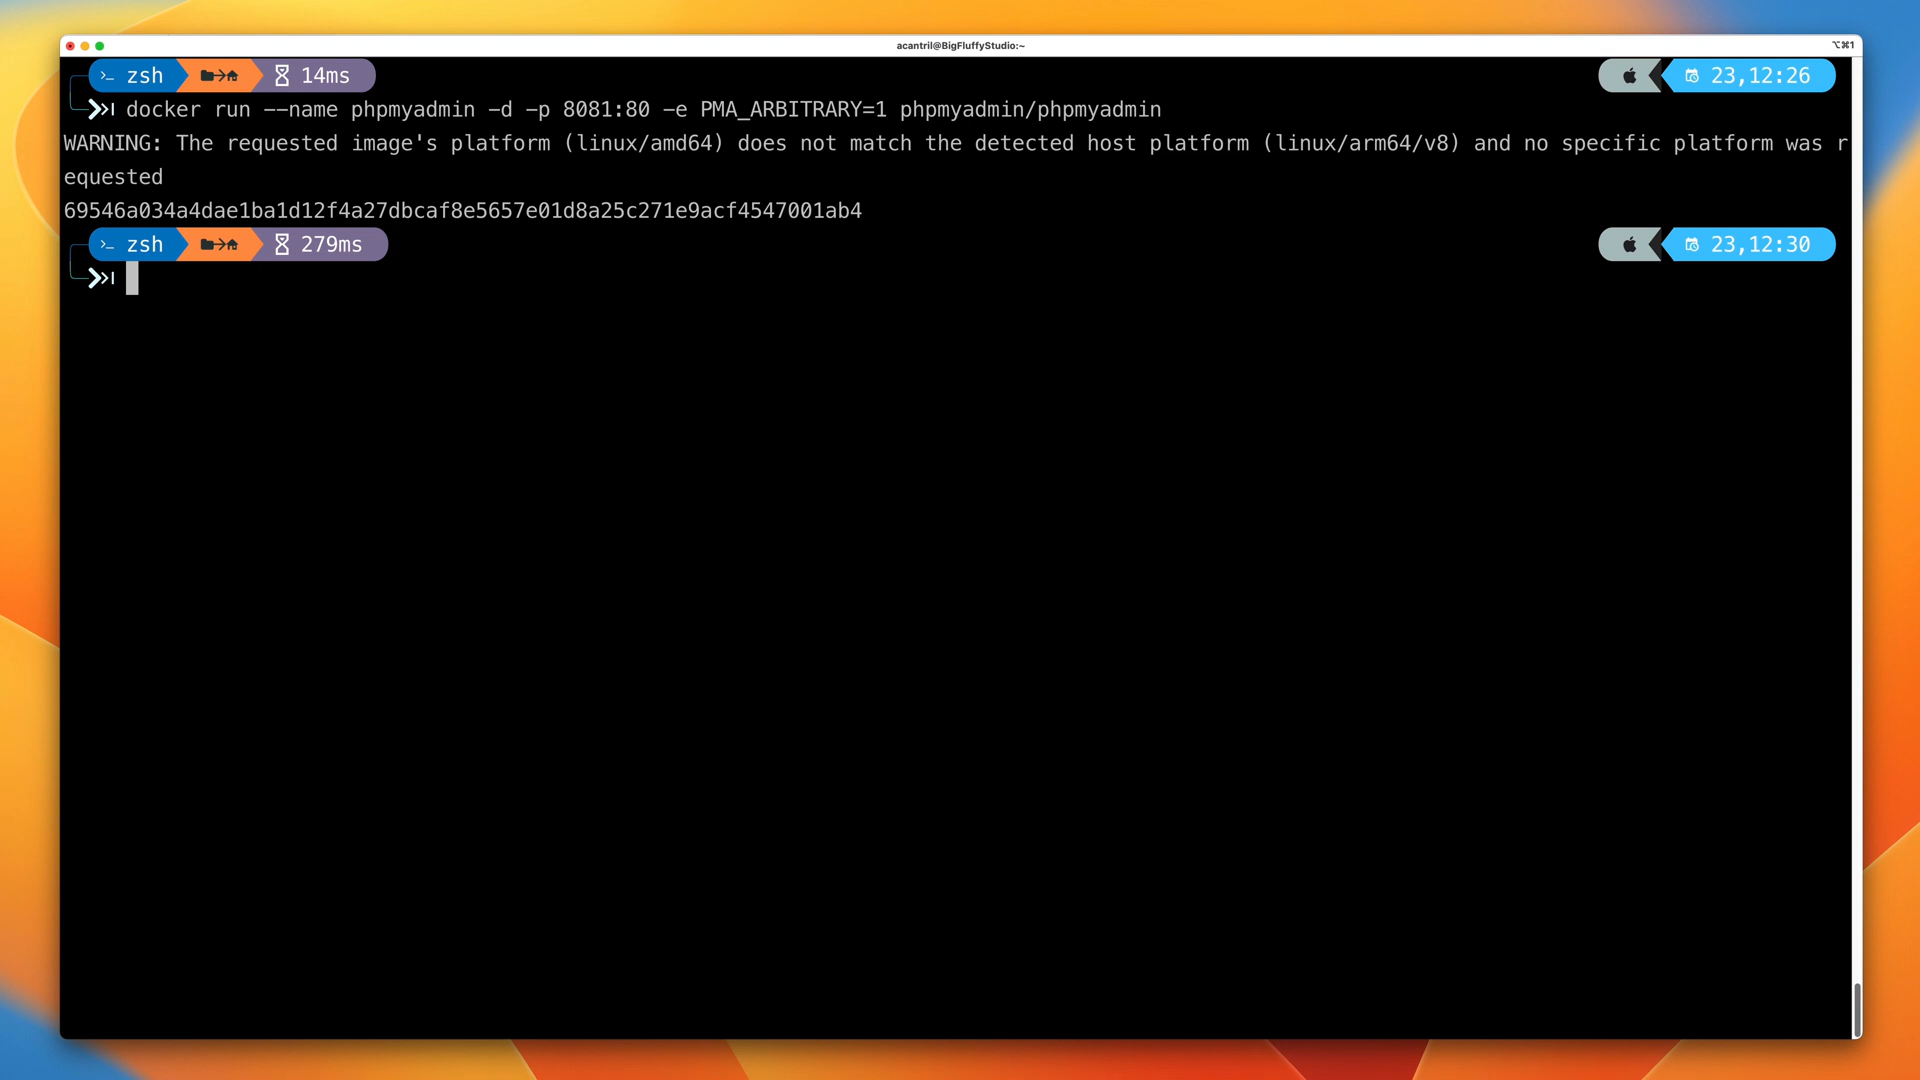 acantril@BigFluffyStudio:~
⌥⌘1
zsh 14ms 23,12:26
docker run --name phpmyadmin -d -p 8081:80 -e PMA_ARBITRARY=1 phpmyadmin/phpmyadmin
WARNING: The requested image's platform (linux/amd64) does not match the detected host platform (linux/arm64/v8) and no specific platform was r
equested
69546a034a4dae1ba1d12f4a27dbcaf8e5657e01d8a25c271e9acf4547001ab4
zsh 279ms 23,12:30